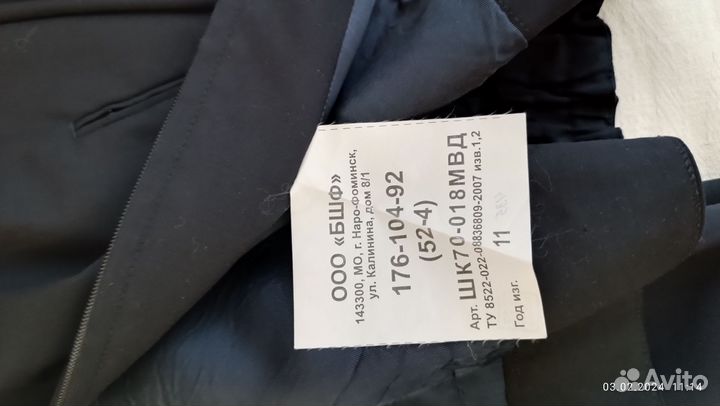 ООО «БШФ»
143300, МО, г. Наро-Фоминск,
ул. Калинина, дом 8/1
176-104-92
(52-4)
Арт. ШК70-018МВД
ТУ 8522-022-08836809-2007 изв.1,2
Год изг. 11
Avito
03.02.2024 11:14